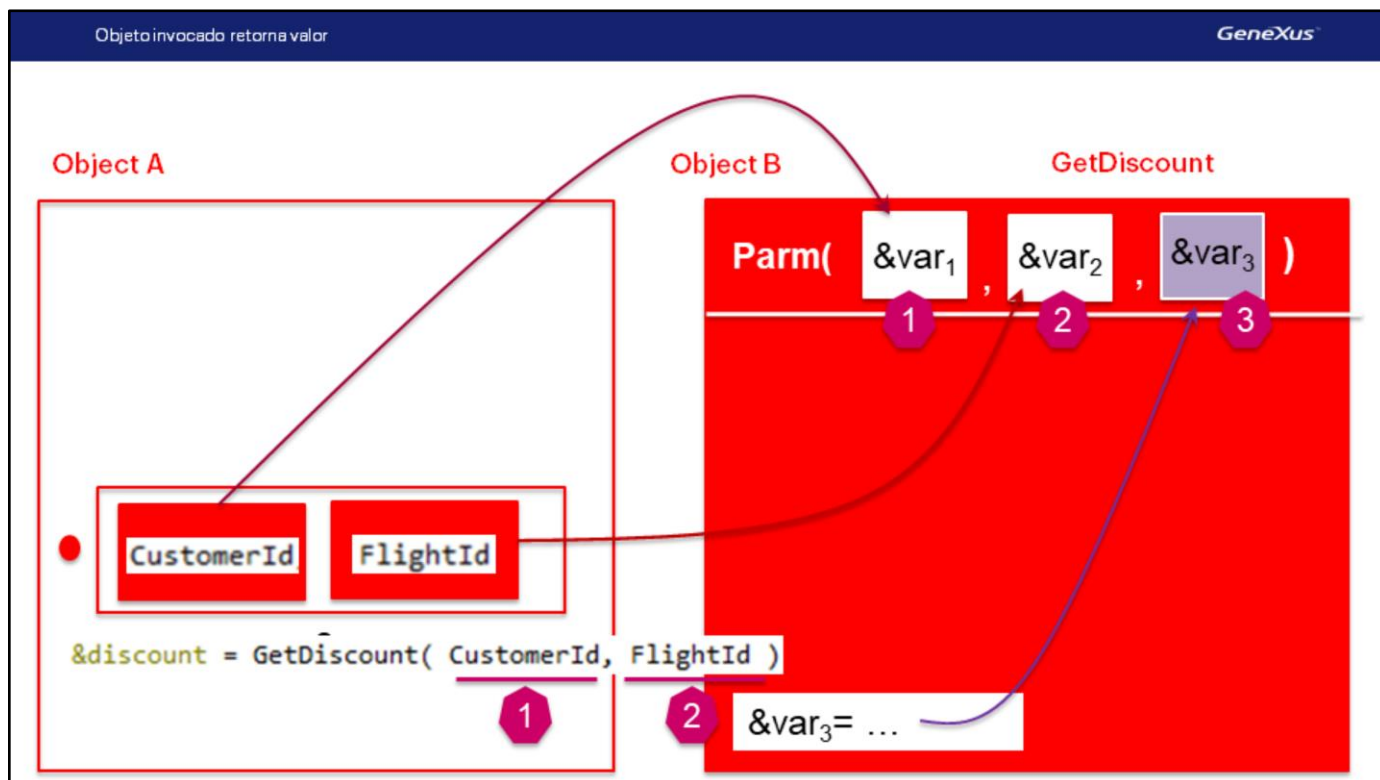 Objeto invocado retorna valor
GeneXus™
Object A
Object B
GetDiscount
Parm( &var₁ , &var₂ , &var₃ )
1
2
3
CustomerId,
FlightId
&discount = GetDiscount( CustomerId, FlightId )
1
2
&var₃= ...